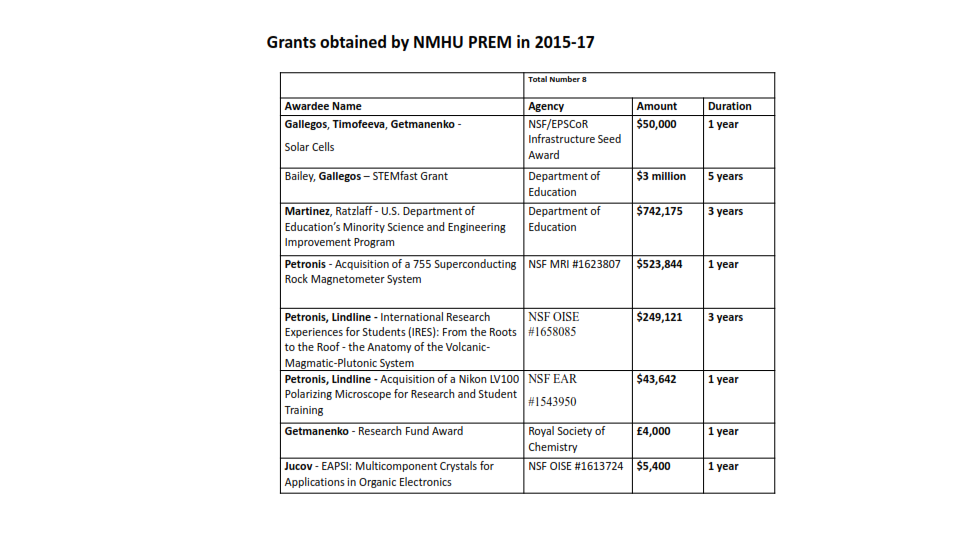 Grants obtained by NMHU PREM in 2015-17
Total Number 8
Awardee Name Agency Amount Duration
Gallegos, Timofeeva, Getmanenko -
Solar Cells
NSF/EPSCoR
Infrastructure Seed
Award
$50,000
1 year
Bailey, Gallegos – STEMfast Grant
Department of
Education
$3 million
5 years
Martinez, Ratzlaff - U.S. Department of
Education's Minority Science and Engineering
Improvement Program
Department of
Education
$742,175
3 years
Petronis - Acquisition of a 755 Superconducting
Rock Magnetometer System
NSF MRI #1623807
$523,844
1 year
Petronis, Lindline - International Research
Experiences for Students (IRES): From the Roots
to the Roof - the Anatomy of the Volcanic-
Magmatic-Plutonic System
NSF OISE
#1658085
$249,121
3 years
Petronis, Lindline - Acquisition of a Nikon LV100
Polarizing Microscope for Research and Student
Training
NSF EAR
#1543950
$43,642
1 year
Getmanenko - Research Fund Award
Royal Society of
Chemistry
£4,000
1 year
Jucov - EAPSI: Multicomponent Crystals for
Applications in Organic Electronics
NSF OISE #1613724
$5,400
1 year